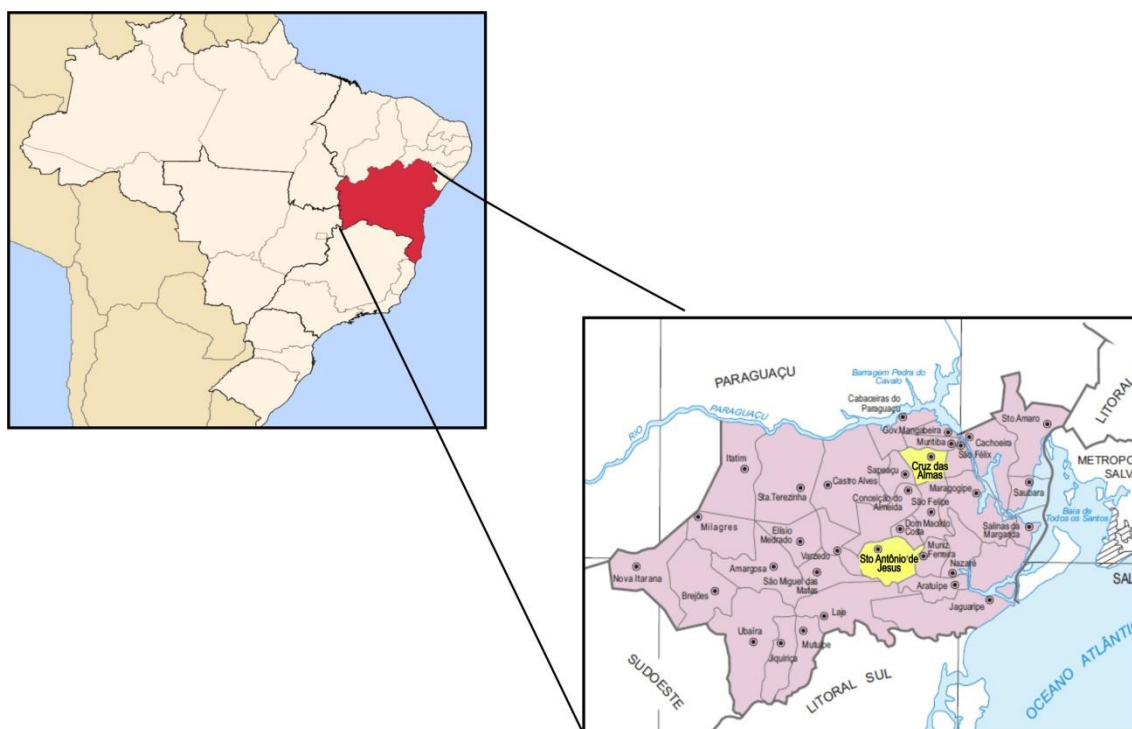 PARAGUAÇU
Barragem Pedra do
Cavalo
Cabaceiras do
Paraguaçu
RIO
PARAGUAÇU
LITORAL
Sto.Amaro
Gov.Mangabeira
Muritiba
Cachoeira
São Félix
METROPO
SALV
Itatim
Cruz das
Almas
Sapeaçu
Castro Alves
Sta.Terezinha
Conceição do
Almeida
São Felipe
Maragogipe
Saubara
Baía de
Todos os Santos
Milagres
Elísio
Medrado
Dom Macedo
Costa
Salinas da
Margarida
Varzedo
Sto Antônio de
Jesus
Muniz
Ferreira
Nazaré
Nova Itarana
Amargosa
São Miguel das
Matas
Aratuípe
SAL
Brejões
Jaguaripe
Laje
Ubaíra
Mutuípe
Jiquiriçá
SUDOESTE
LITORAL SUL
OCEANO ATLÂNTIC